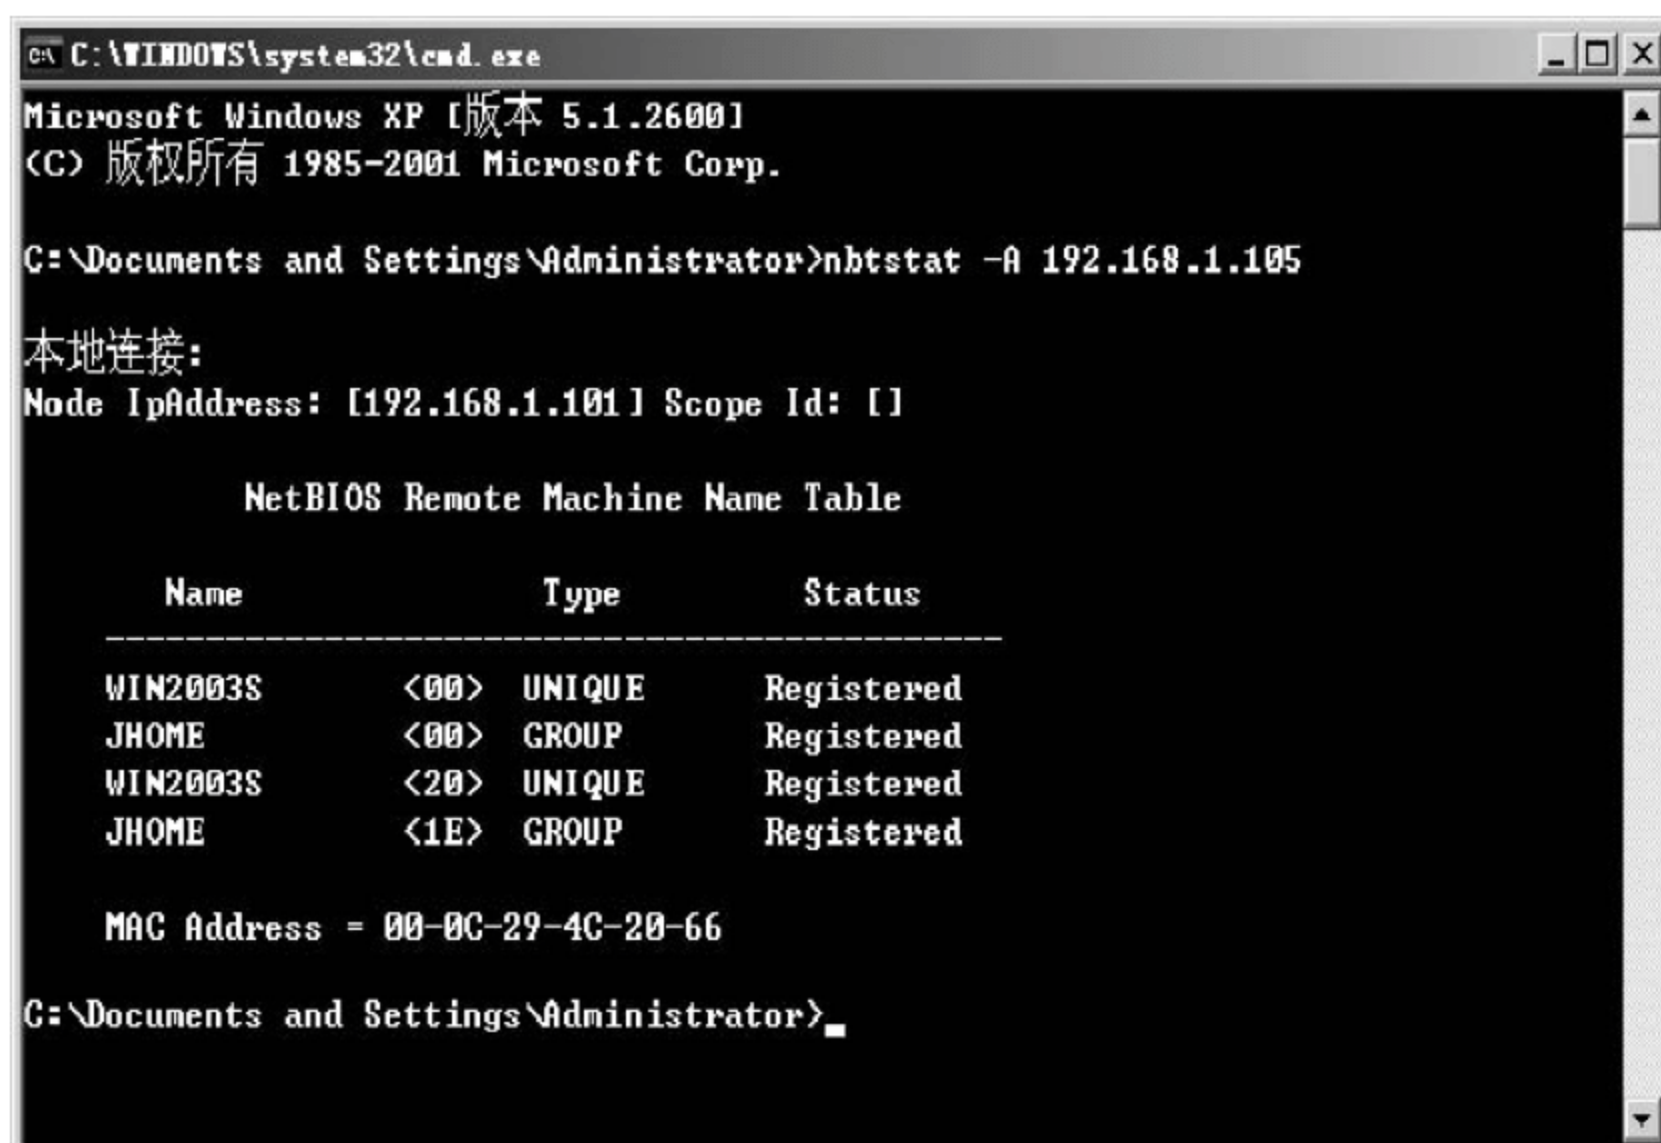 C:\WINDOWS\system32\cmd.exe
Microsoft Windows XP [版本 5.1.2600]
(C) 版权所有 1985-2001 Microsoft Corp.
C:\Documents and Settings\Administrator>nbtstat -A 192.168.1.105
本地连接:
Node IpAddress: [192.168.1.101] Scope Id: []
NetBIOS Remote Machine Name Table
Name Type Status
---------------------------------------------
WIN2003S <00> UNIQUE Registered
JHOME <00> GROUP Registered
WIN2003S <20> UNIQUE Registered
JHOME <1E> GROUP Registered
MAC Address = 00-0C-29-4C-20-66
C:\Documents and Settings\Administrator>_